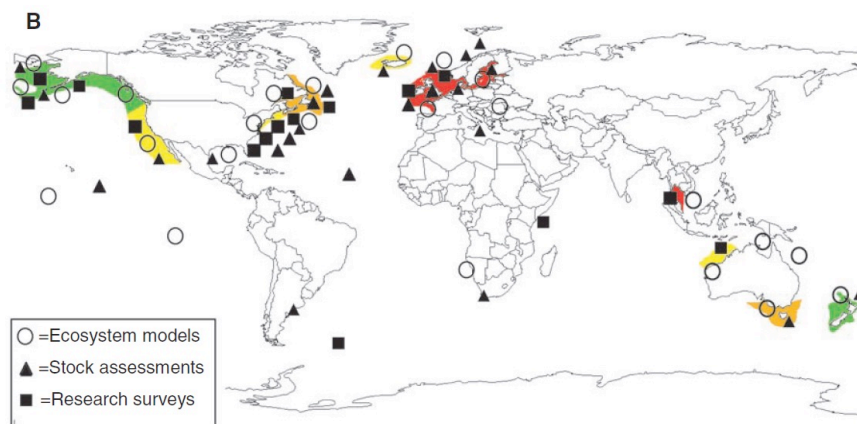 B
=Ecosystem models
=Stock assessments
=Research surveys